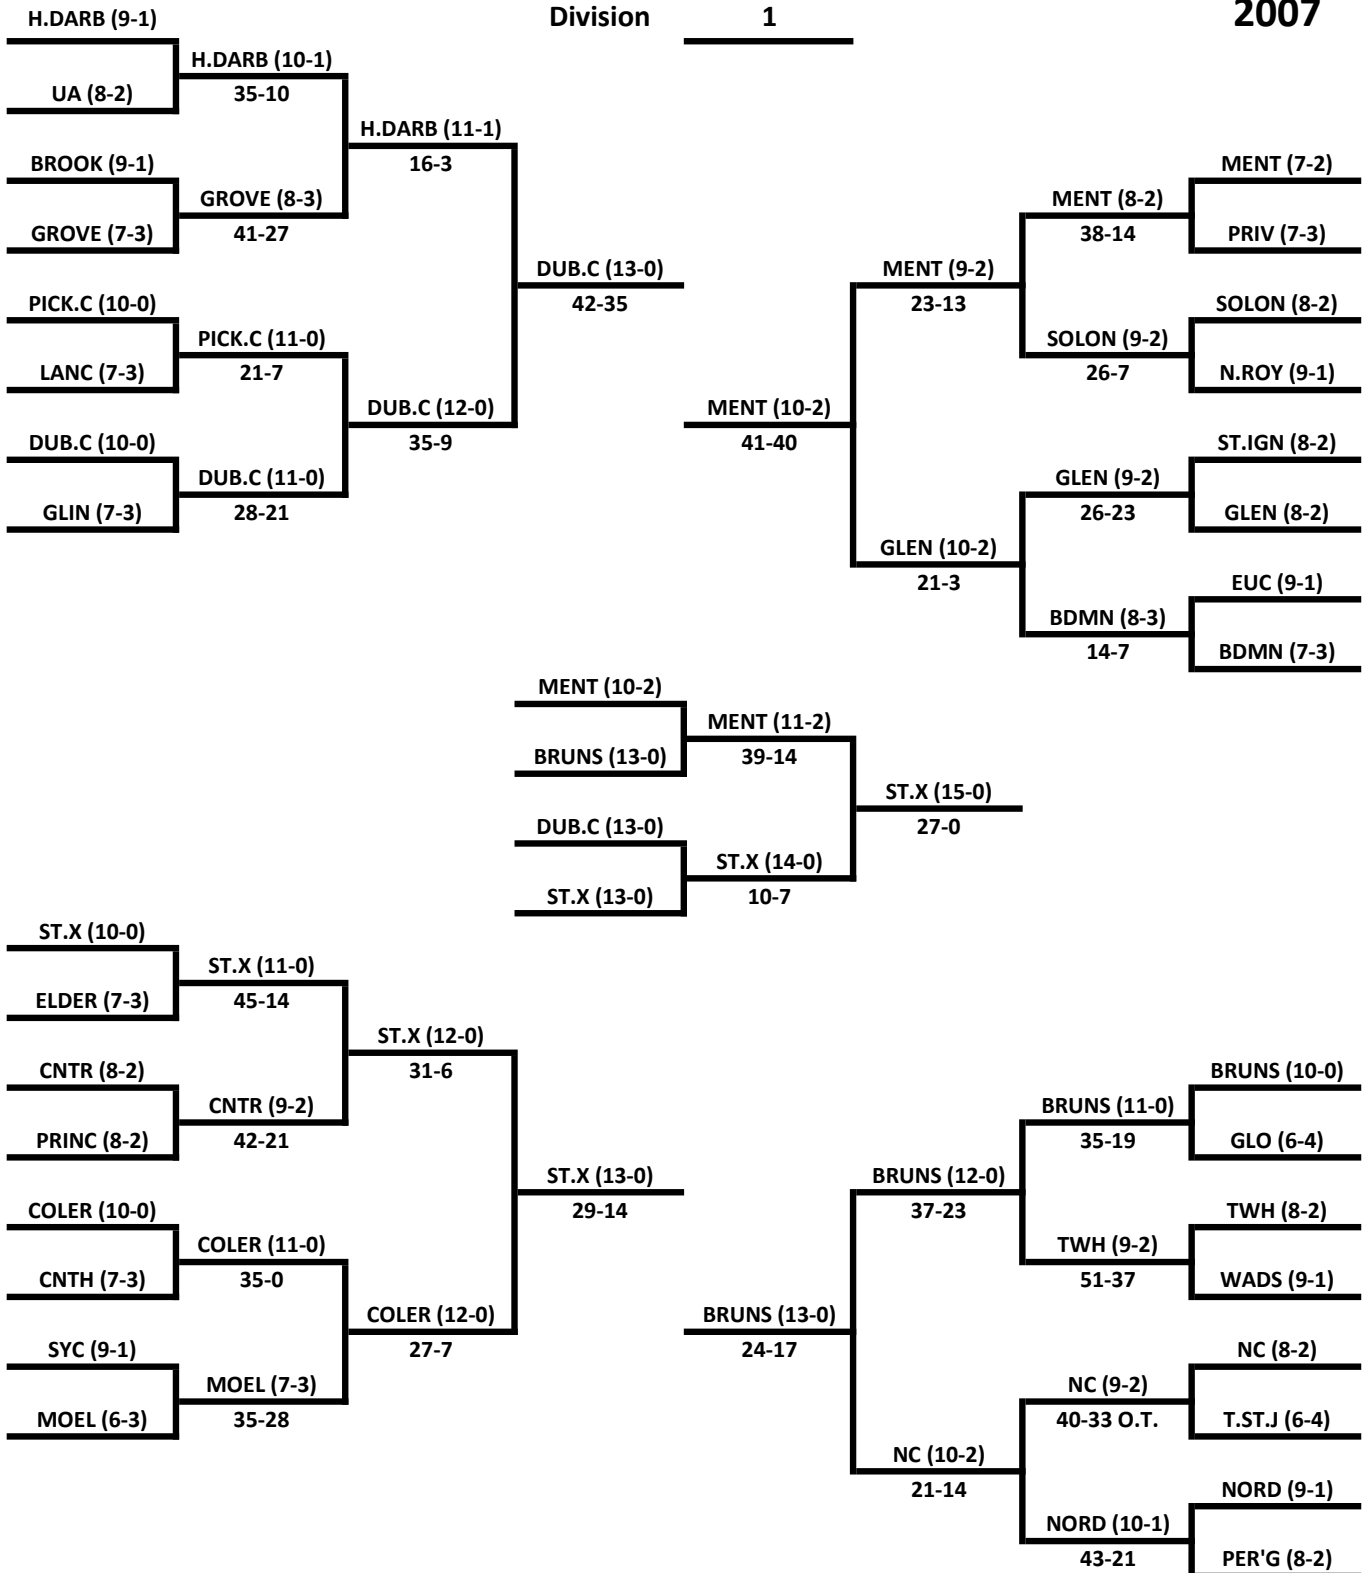 H.DARB (9-1)
Division 1
2007
H.DARB (10-1)
UA (8-2)
35-10
H.DARB (11-1)
BROOK (9-1)
16-3
GROVE (8-3)
GROVE (7-3)
41-27
DUB.C (13-0)
PICK.C (10-0)
42-35
PICK.C (11-0)
LANC (7-3)
21-7
DUB.C (12-0)
DUB.C (10-0)
35-9
DUB.C (11-0)
GLIN (7-3)
28-21
MENT (7-2)
MENT (8-2)
38-14
PRIV (7-3)
MENT (9-2)
23-13
SOLON (8-2)
SOLON (9-2)
26-7
N.ROY (9-1)
MENT (10-2)
41-40
ST.IGN (8-2)
GLEN (9-2)
26-23
GLEN (8-2)
GLEN (10-2)
21-3
EUC (9-1)
BDMN (8-3)
14-7
BDMN (7-3)
MENT (10-2)
MENT (11-2)
BRUNS (13-0)
39-14
ST.X (15-0)
27-0
DUB.C (13-0)
ST.X (14-0)
ST.X (13-0)
10-7
ST.X (10-0)
ST.X (11-0)
ELDER (7-3)
45-14
ST.X (12-0)
31-6
CNTR (8-2)
CNTR (9-2)
PRINC (8-2)
42-21
ST.X (13-0)
29-14
COLER (10-0)
COLER (11-0)
CNTH (7-3)
35-0
COLER (12-0)
27-7
SYC (9-1)
MOEL (7-3)
MOEL (6-3)
35-28
BRUNS (10-0)
BRUNS (11-0)
35-19
GLO (6-4)
BRUNS (12-0)
37-23
TWH (8-2)
TWH (9-2)
51-37
WADS (9-1)
BRUNS (13-0)
24-17
NC (8-2)
NC (9-2)
40-33 O.T.
T.ST.J (6-4)
NC (10-2)
21-14
NORD (9-1)
NORD (10-1)
43-21
PER'G (8-2)